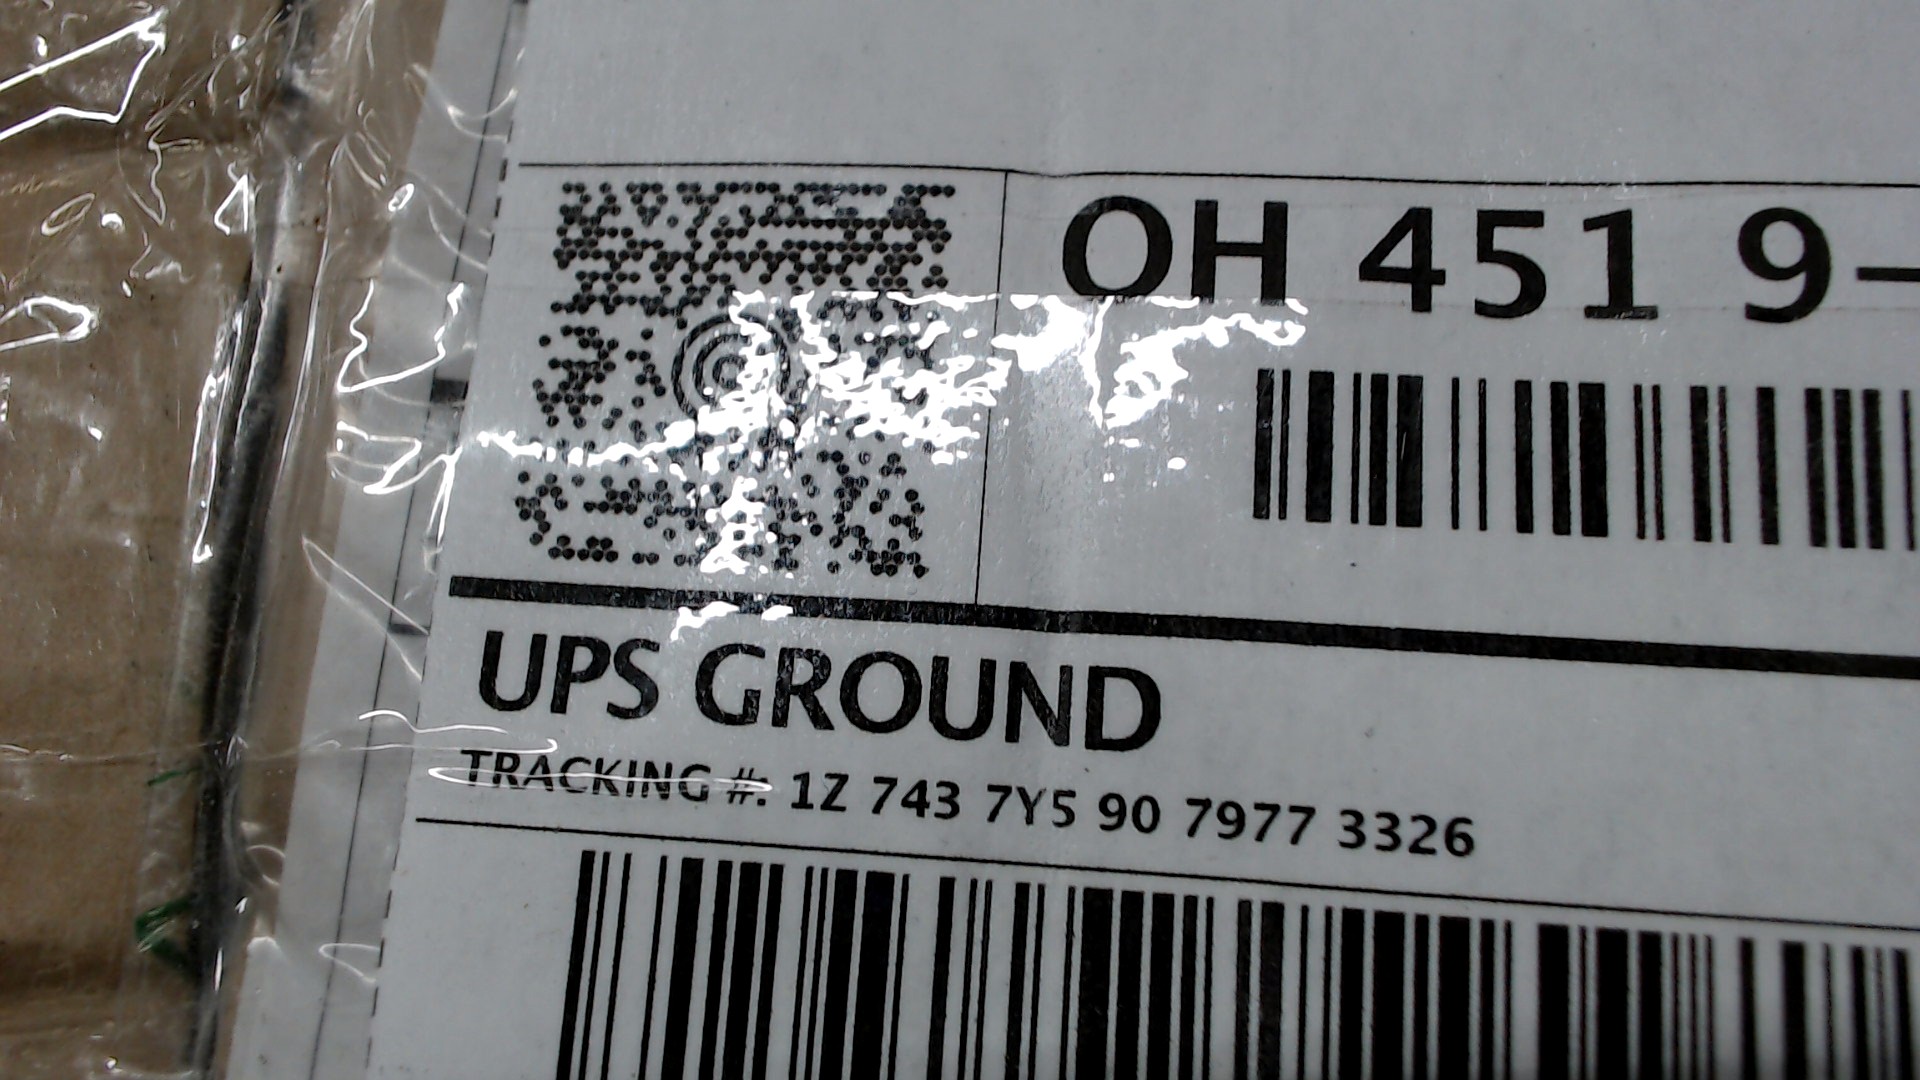 OH 451 9-
UPS GROUND
TRACKING #: 1Z 743 7Y5 90 7977 3326